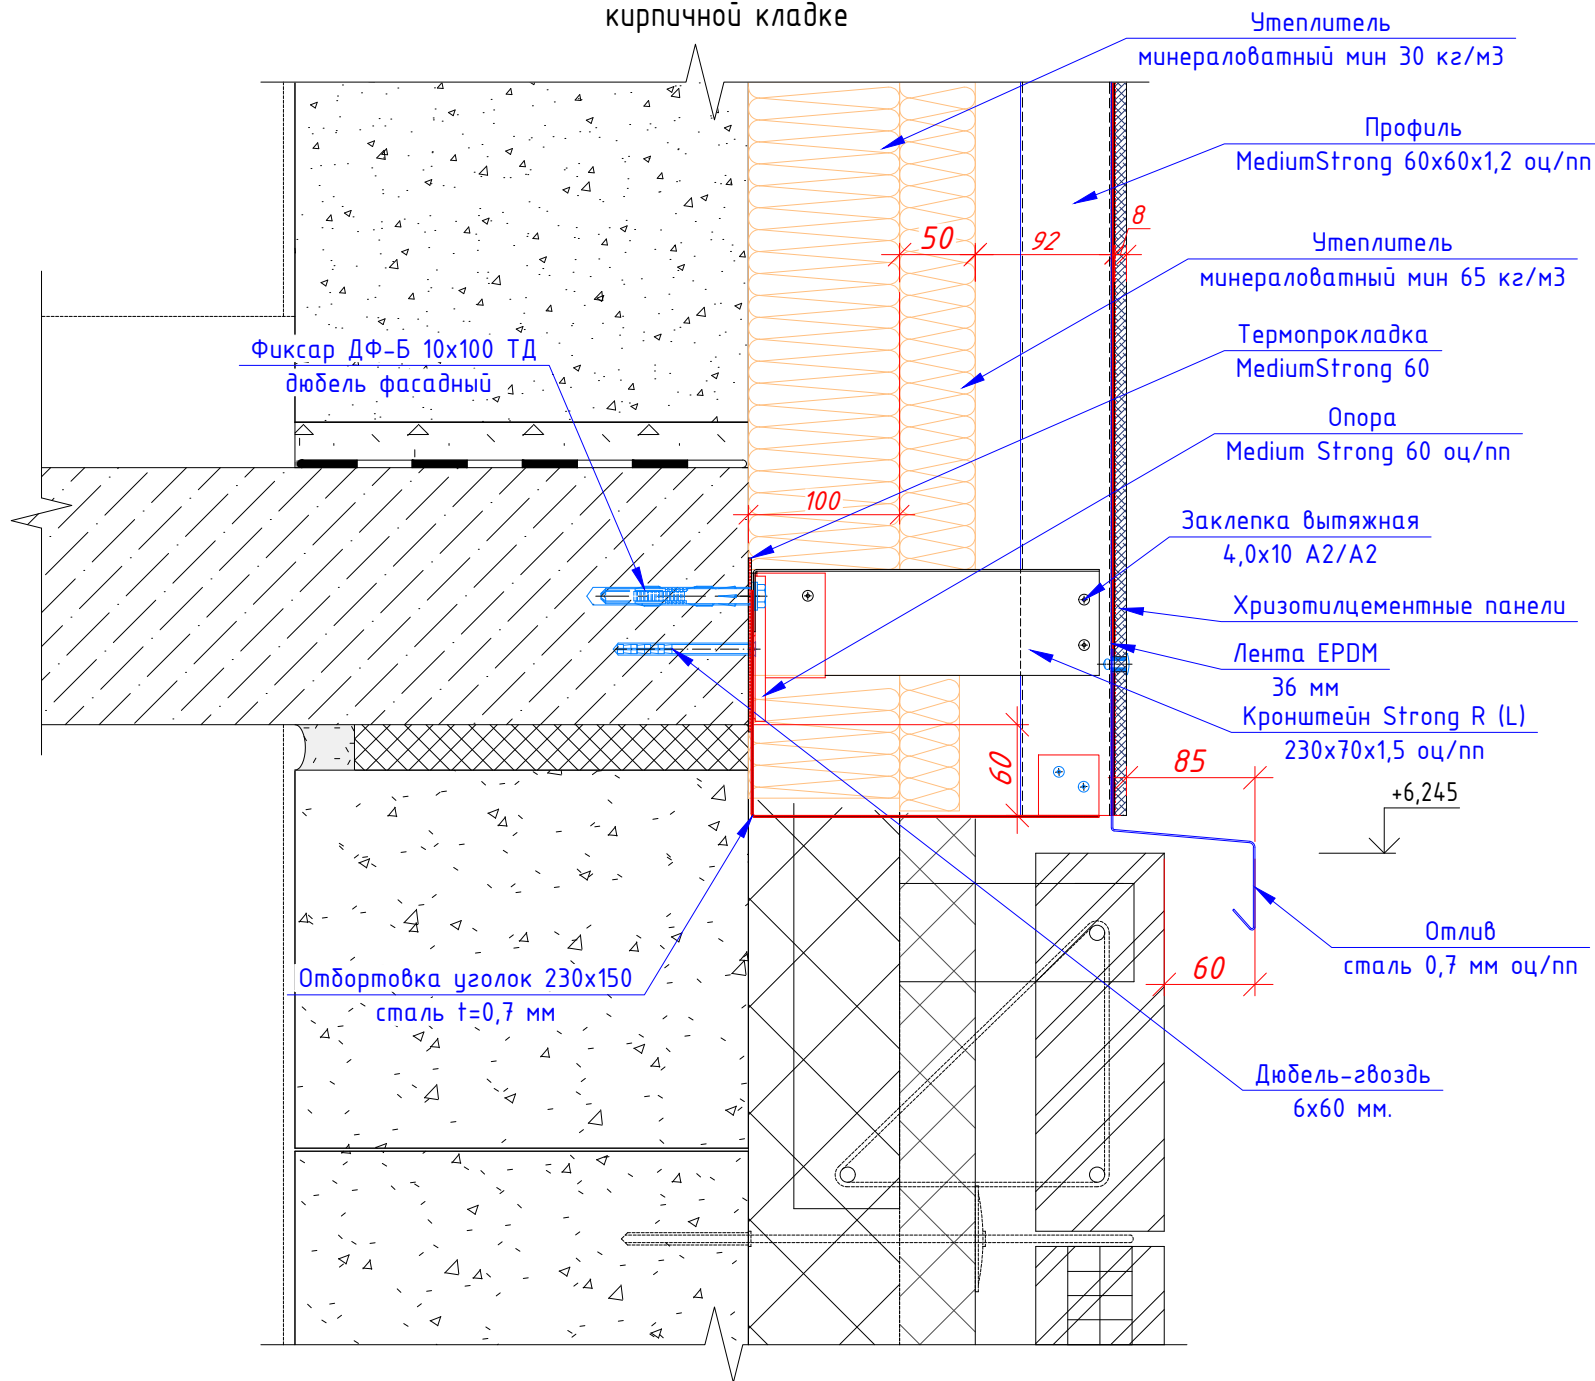 кирпичной кладке
Утеплитель
минераловатный мин 30 кг/м3
Профиль
MediumStrong 60х60х1,2 оц/пп
8
50
92
Утеплитель
минераловатный мин 65 кг/м3
Термопрокладка
MediumStrong 60
Фиксар ДФ-Б 10х100 ТД
дюбель фасадный
Опора
Medium Strong 60 оц/пп
100
Заклепка вытяжная
4,0х10 А2/А2
Хризотилцементные панели
Лента EPDM
36 мм
Кронштейн Strong R (L)
230х70х1,5 оц/пп
60
85
+6,245
Отлив
сталь 0,7 мм оц/пп
60
Отбортовка уголок 230х150
сталь t=0,7 мм
Дюбель-гвоздь
6х60 мм.